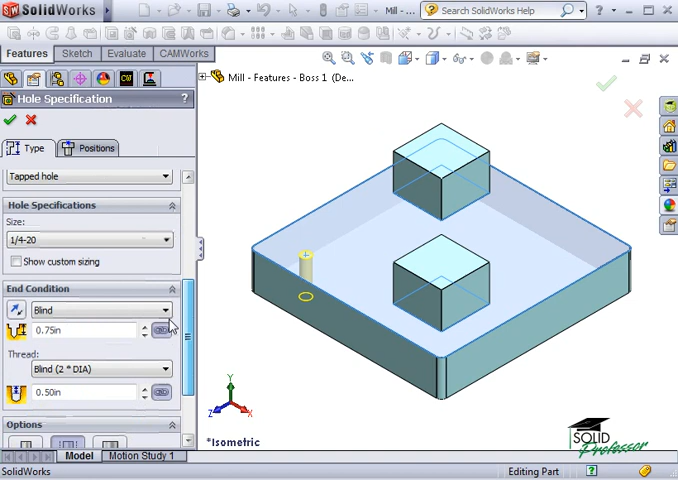 SolidWorks
Mill -
Search SolidWorks Help
Features
Sketch
Evaluate
CAMWorks
Hole Specification
?
Type
Positions
Tapped hole
Hole Specifications
Size:
1/4-20
Show custom sizing
End Condition
Blind
0.75in
Thread:
Blind (2 * DIA)
0.50in
Options
Mill - Features - Boss 1 (De...
Y
Z
X
*Isometric
SOLID
Professor
Model
Motion Study 1
SolidWorks
Editing Part
?